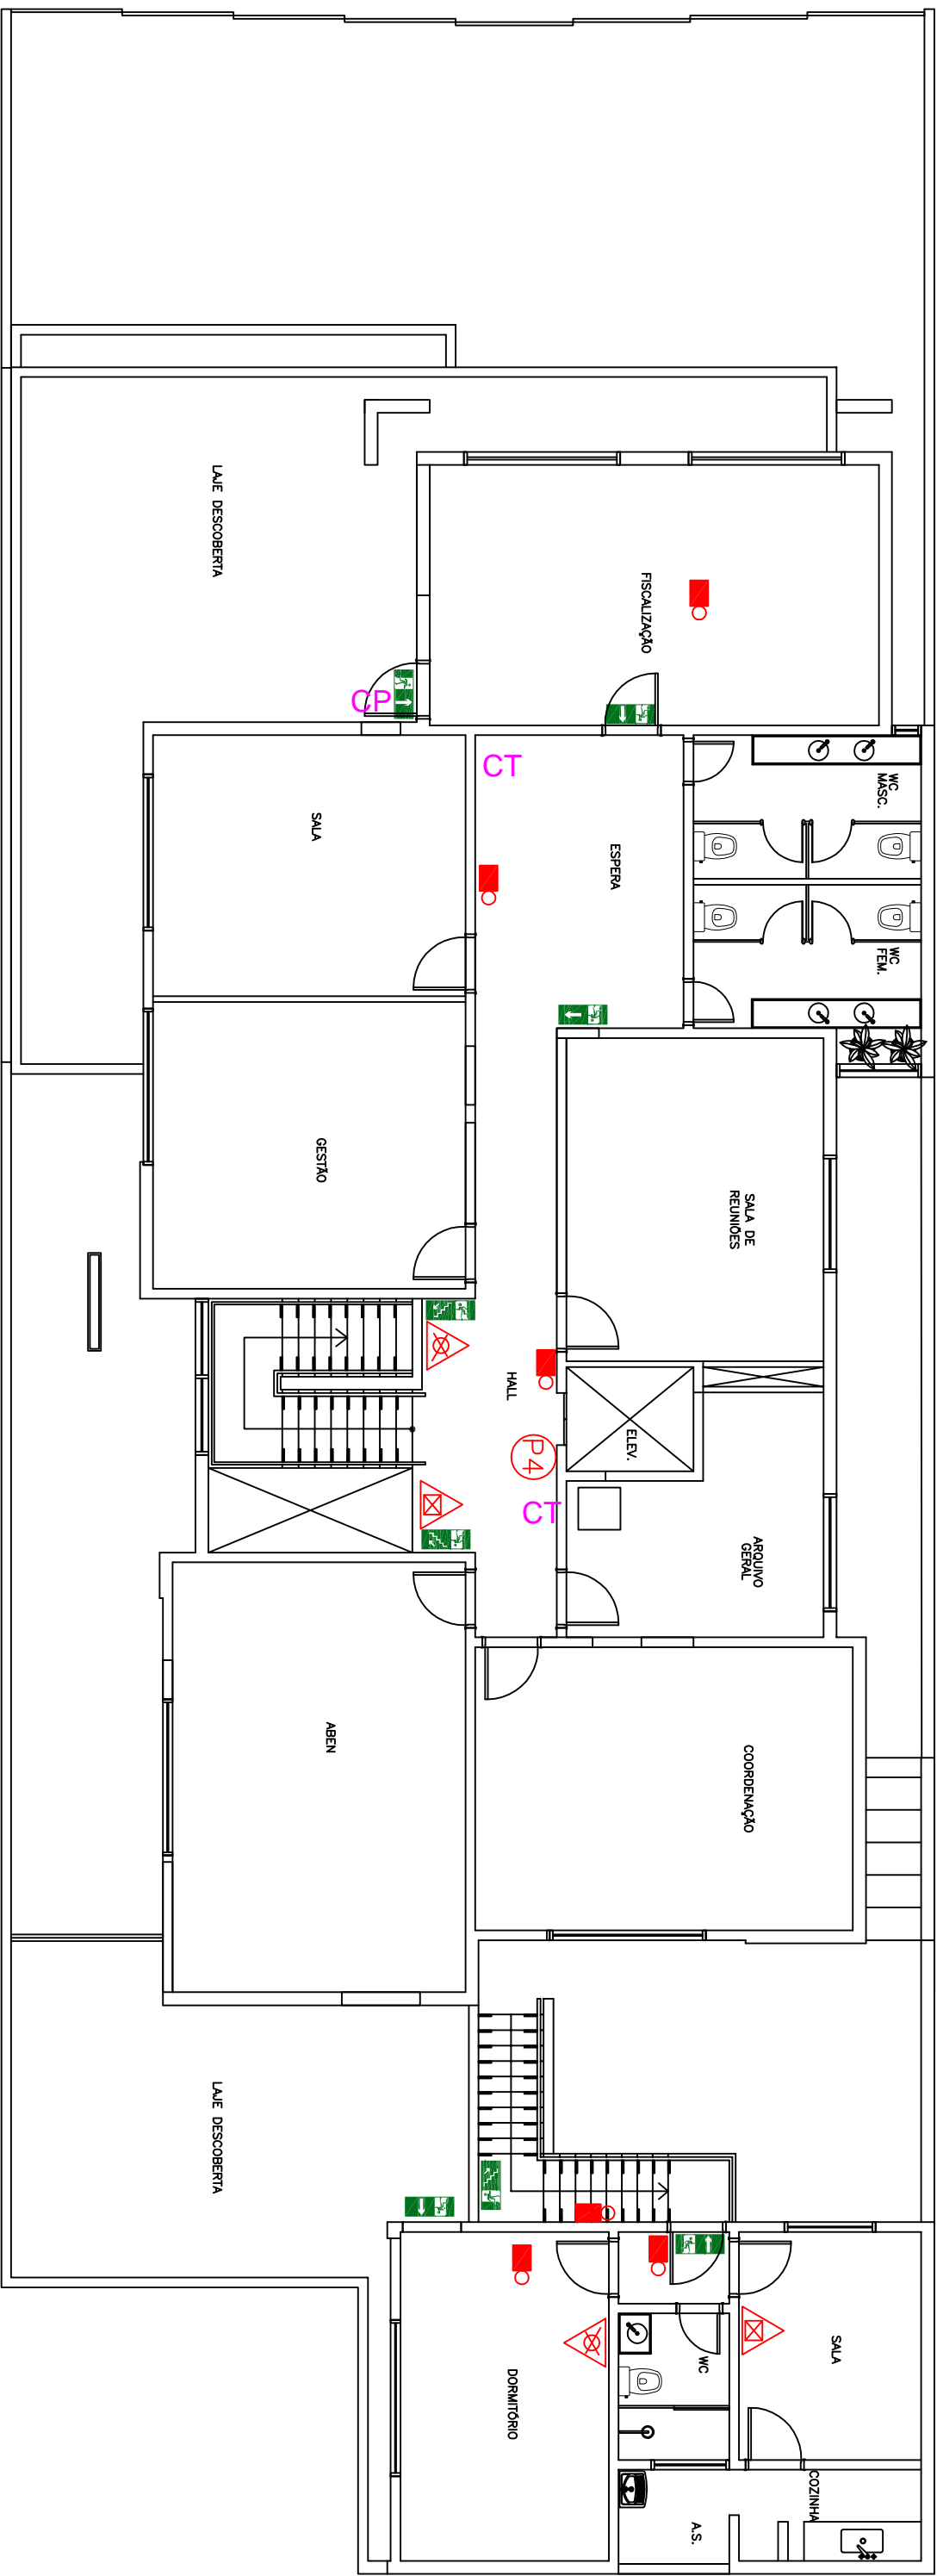 LAJE DESCOBERTA
FISCALIZAÇÃO
CP
CT
WC
MASC.
SALA
ESPERA
WC
FEM.
GESTÃO
SALA DE
REUNIÕES
HALL
ELEV.
P4
CT
ARQUIVO
GERAL
ABEN
COORDENAÇÃO
LAJE DESCOBERTA
SALA
WC
DORMITÓRIO
COZINHA
A.S.